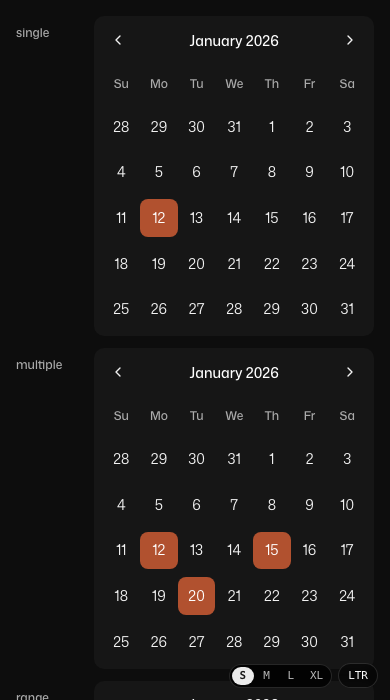 single
January 2026
Su Mo Tu We Th Fr Sa
28 29 30 31 1 2 3
4 5 6 7 8 9 10
11 12 13 14 15 16 17
18 19 20 21 22 23 24
25 26 27 28 29 30 31
multiple
January 2026
Su Mo Tu We Th Fr Sa
28 29 30 31 1 2 3
4 5 6 7 8 9 10
11 12 13 14 15 16 17
18 19 20 21 22 23 24
25 26 27 28 29 30 31
S M L XL LTR
range